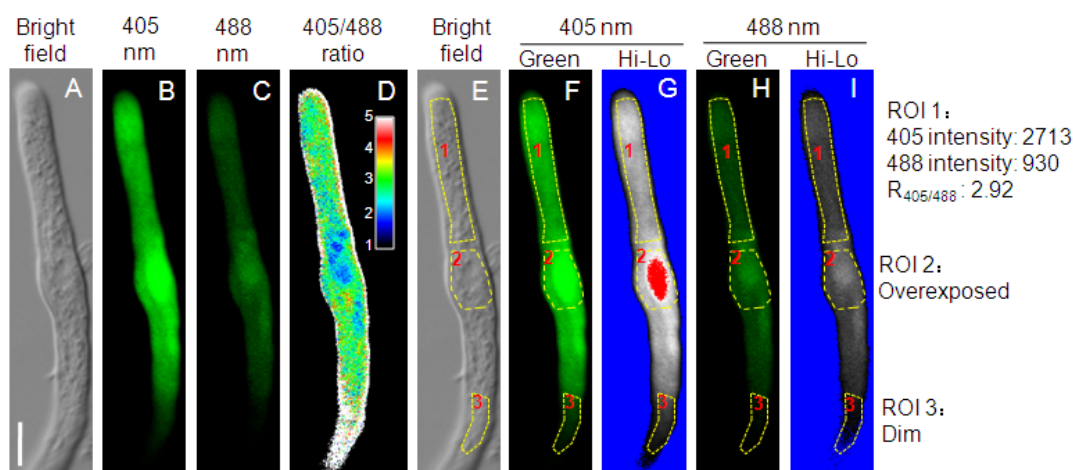 Bright field
405 nm
488 nm
405/488 ratio
Bright field
405 nm
Green
Hi-Lo
488 nm
Green
Hi-Lo
A
B
C
D
E
F
G
H
I
5
4
3
2
1
1
2
3
1
2
3
1
2
3
1
2
3
1
2
3
ROI 1:
405 intensity: 2713
488 intensity: 930
R405/488 : 2.92
ROI 2:
Overexposed
ROI 3:
Dim